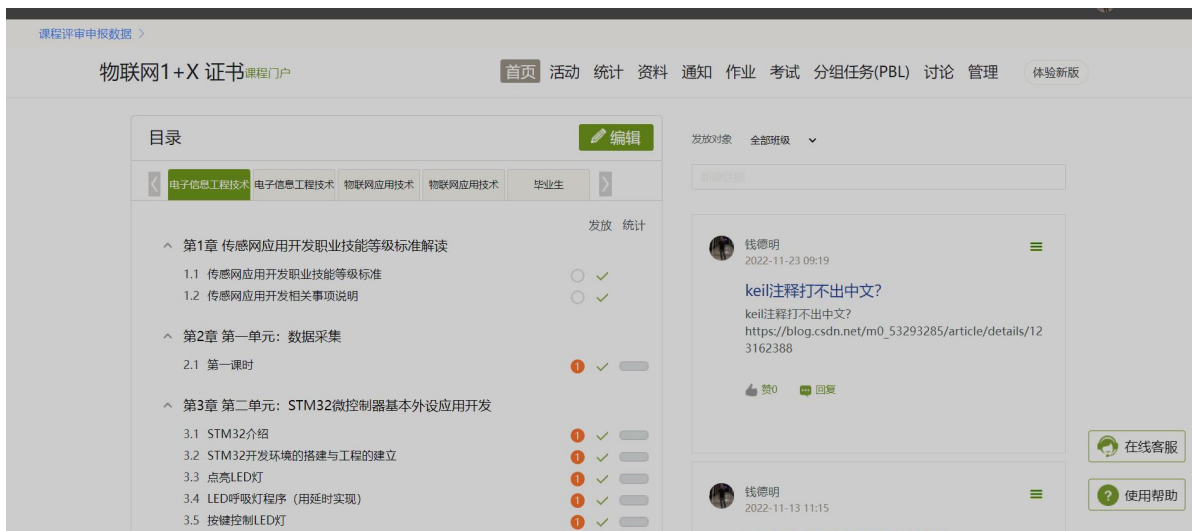 课程评审申报数据 >
物联网1+X 证书课程门户
首页 活动 统计 资料 通知 作业 考试 分组任务(PBL) 讨论 管理 体验新版
目录
编辑
电子信息工程技术 电子信息工程技术 物联网应用技术 物联网应用技术 毕业生
发放 统计
第1章 传感网应用开发职业技能等级标准解读
1.1 传感网应用开发职业技能等级标准
1.2 传感网应用开发相关事项说明
第2章 第一单元：数据采集
2.1 第一课时 1
第3章 第二单元：STM32微控制器基本外设应用开发
3.1 STM32介绍 1
3.2 STM32开发环境的搭建与工程的建立 1
3.3 点亮LED灯 1
3.4 LED呼吸灯程序（用延时实现） 1
3.5 按键控制LED灯 1
发放对象 全部班级
钱德明
2022-11-23 09:19
keil注释打不出中文?
keil注释打不出中文?
https://blog.csdn.net/m0_53293285/article/details/12
3162388
赞0 回复
钱德明
2022-11-13 11:15
在线客服
使用帮助